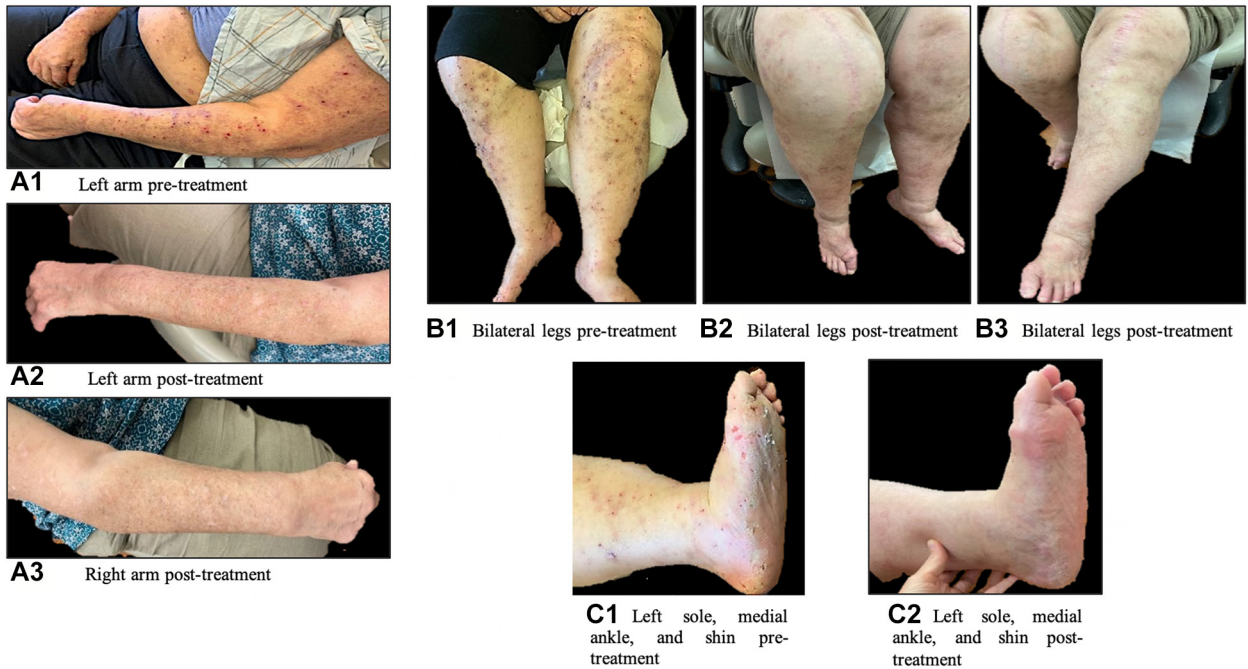 A1 Left arm pre-treatment
A2 Left arm post-treatment
A3 Right arm post-treatment
B1 Bilateral legs pre-treatment
B2 Bilateral legs post-treatment
B3 Bilateral legs post-treatment
C1 Left sole, medial
ankle, and shin pre-
treatment
C2 Left sole, medial
ankle, and shin post-
treatment